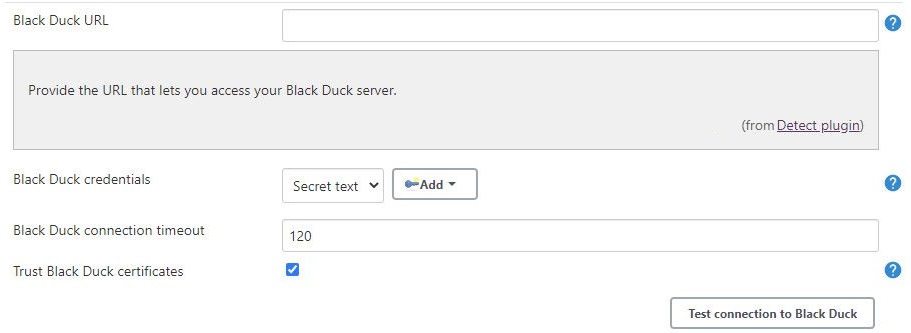 Black Duck URL
?
Provide the URL that lets you access your Black Duck server.
(from Detect plugin)
Black Duck credentials
Secret text
Add
?
Black Duck connection timeout
120
Trust Black Duck certificates
?
Test connection to Black Duck